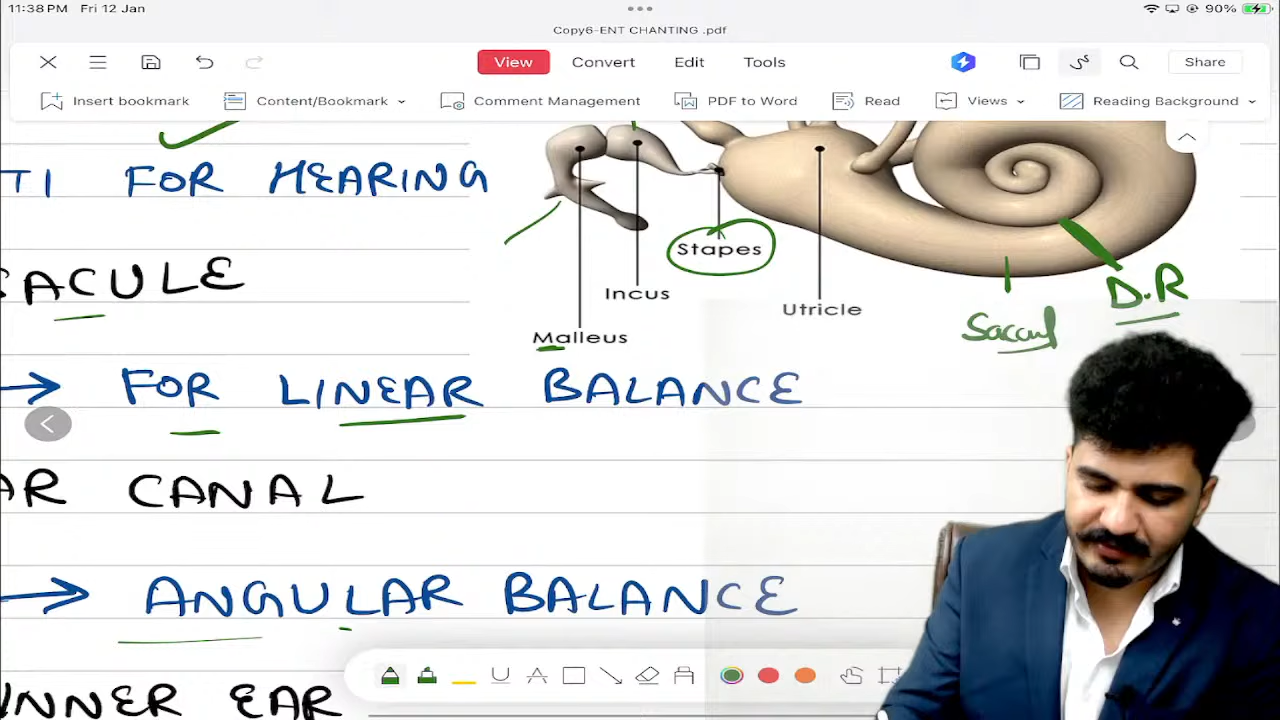 11:38 PM Fri 12 Jan
90%
Copy6-ENT CHANTING .pdf
View Convert Edit Tools
Share
Insert bookmark Content/Bookmark Comment Management PDF to Word Read Views Reading Background
TI FOR HEARING
Stapes
D.R
SACULE
Incus
Utricle
Malleus
→ FOR LINEAR BALANCE
AR CANAL
→ ANGULAR BALANCE
INNER EAR